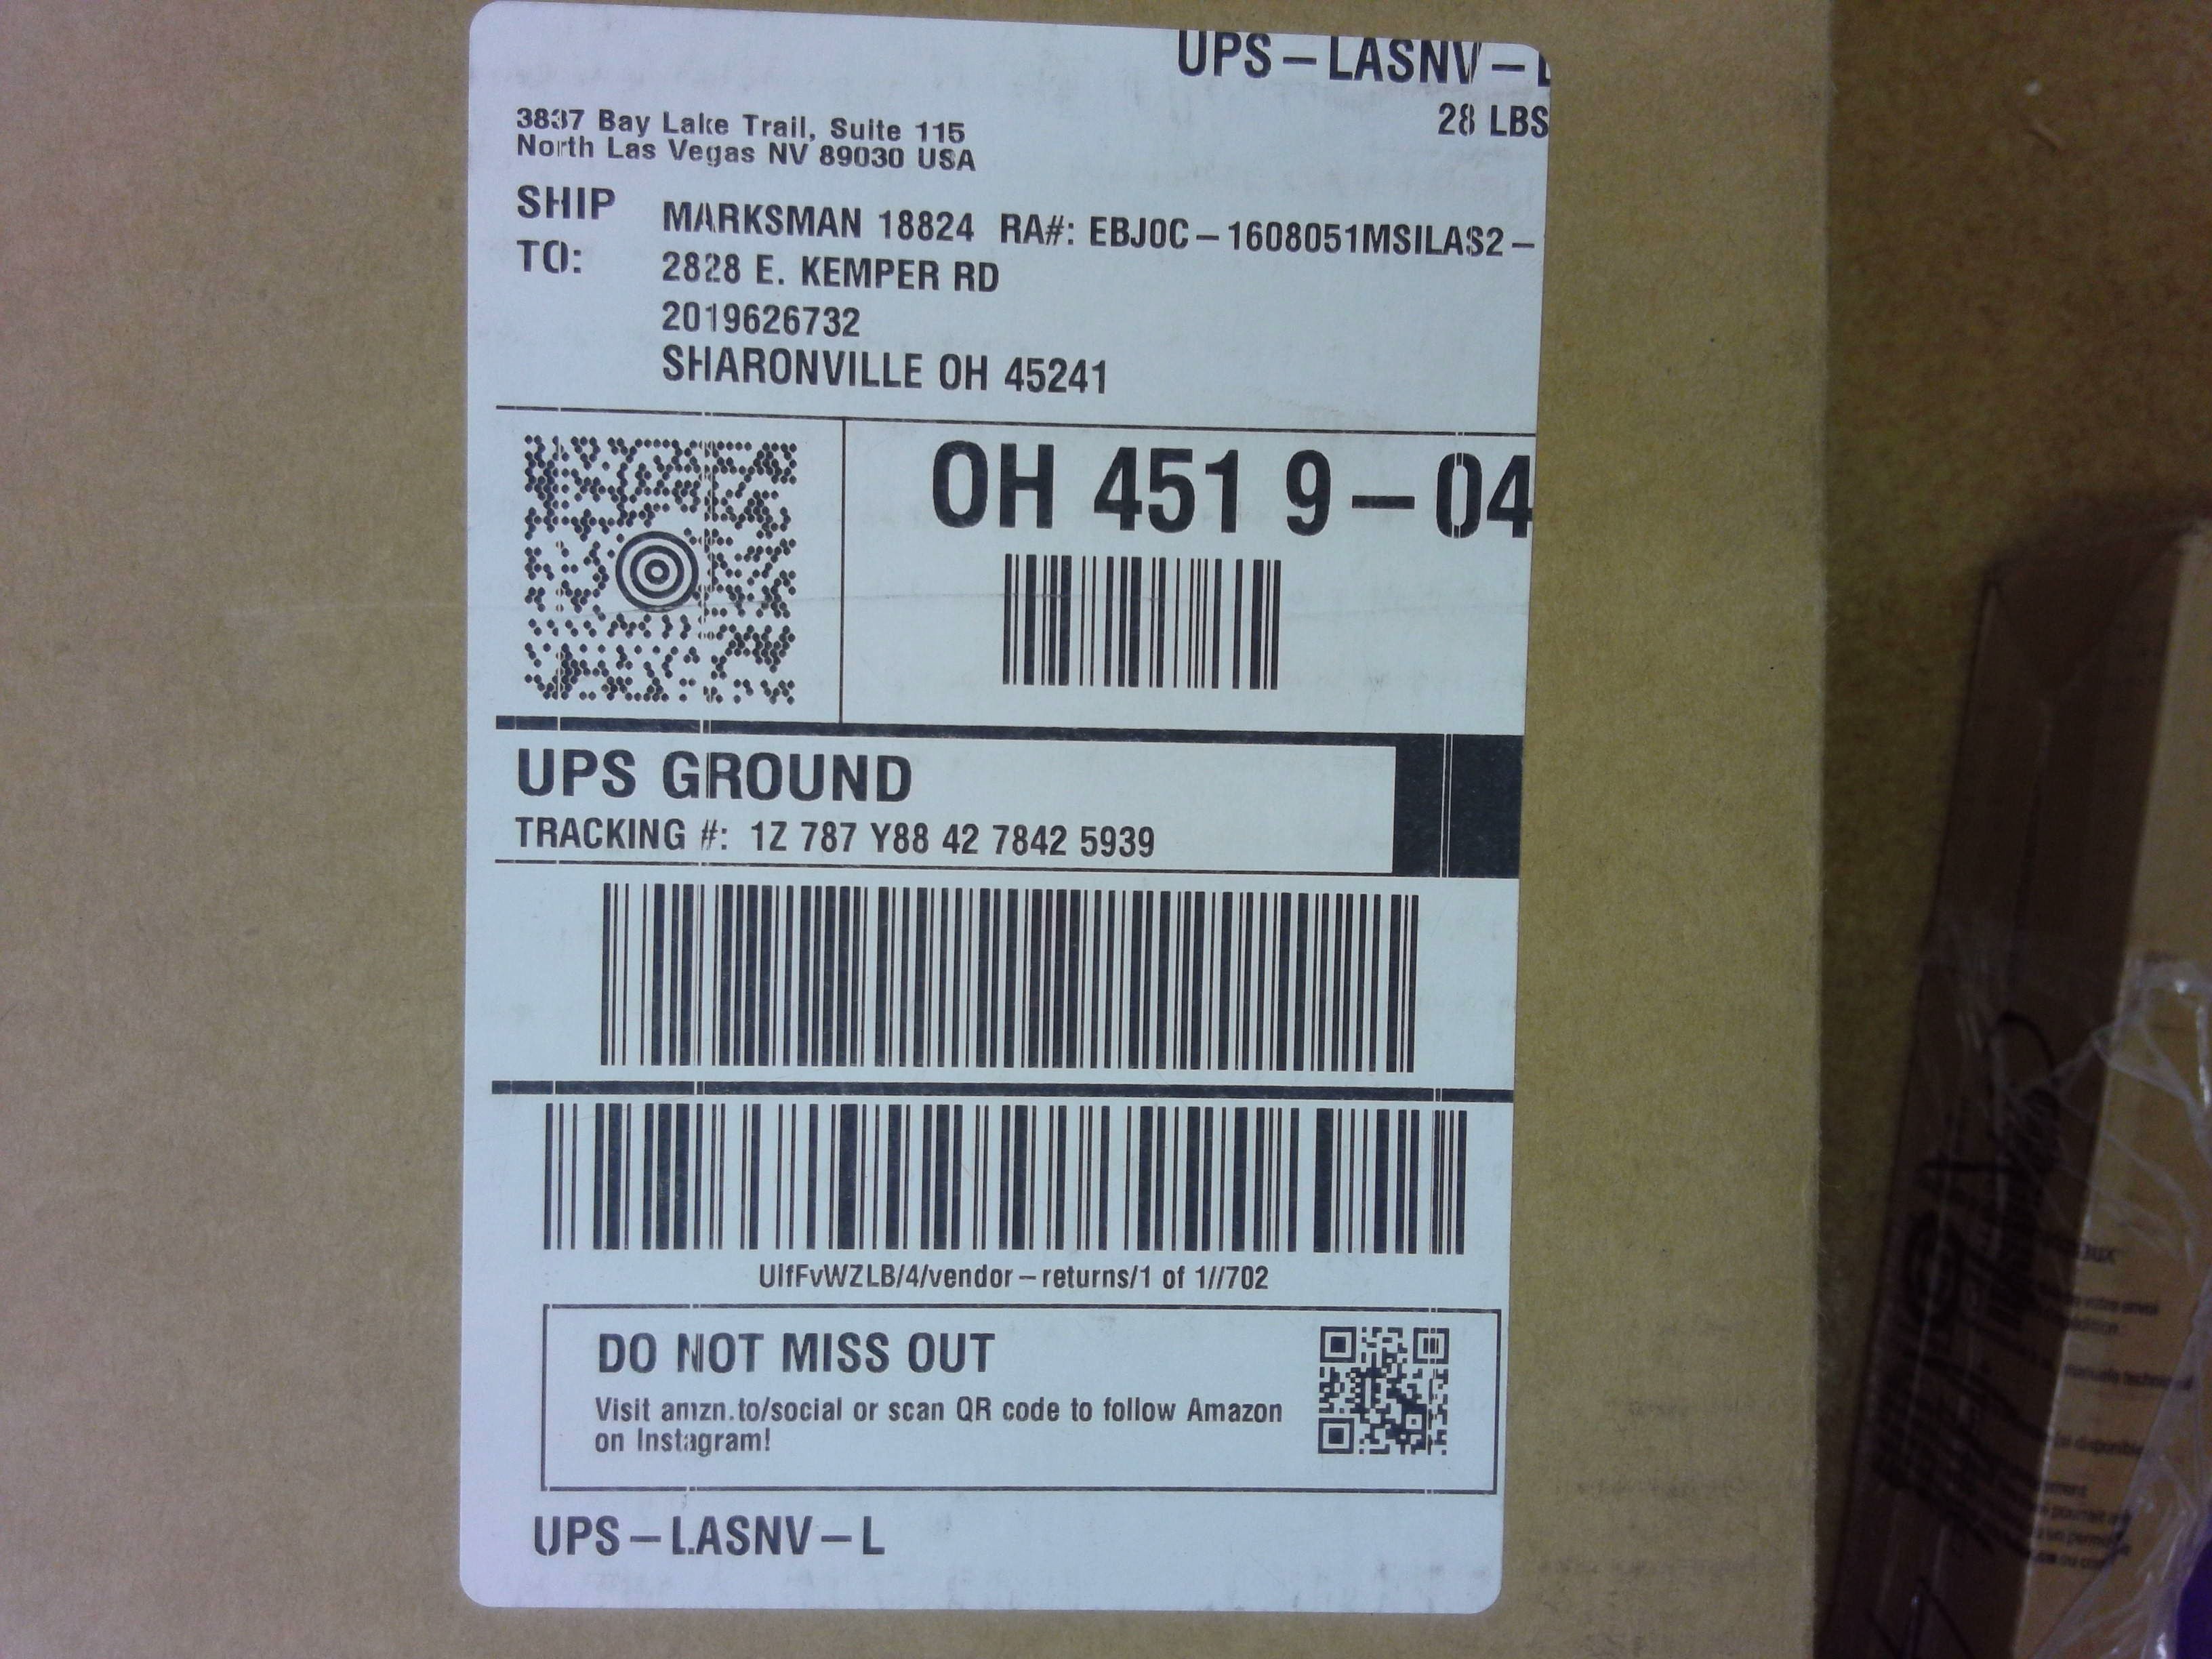 UPS - LASNV - L
28 LBS
3837 Bay Lake Trail, Suite 115
North Las Vegas NV 89030 USA
SHIP TO:
MARKSMAN 18824 RA#: EBJ0C - 1608051MSILAS2 -
2828 E. KEMPER RD
2019626732
SHARONVILLE OH 45241
OH 451 9 - 04
UPS GROUND
TRACKING #: 1Z 787 Y88 42 7842 5939
UIfFvWZLB/4/vendor - returns/1 of 1//702
DO NOT MISS OUT
Visit amzn.to/social or scan QR code to follow Amazon
on Instagram!
UPS - LASNV - L